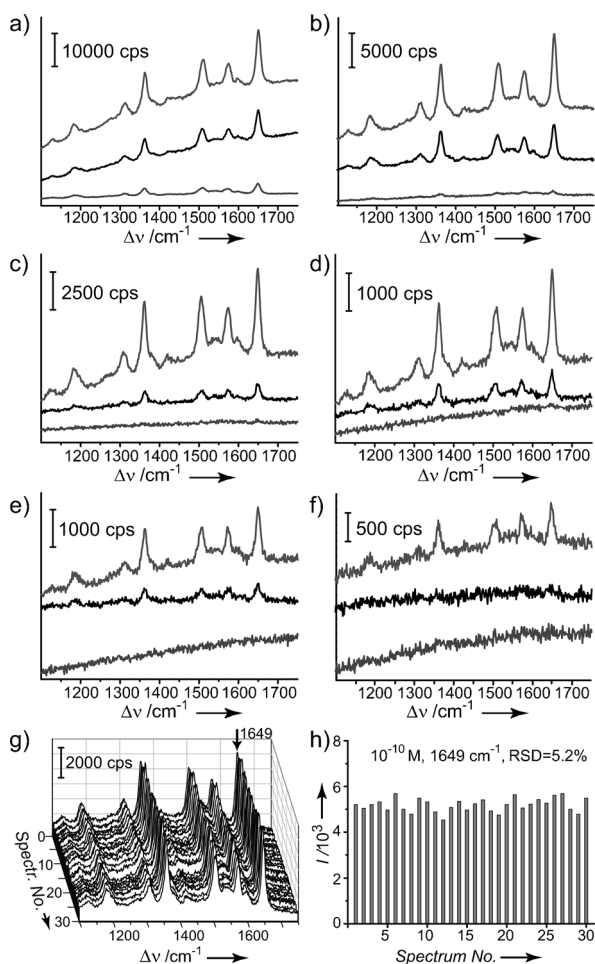 a)
10000 cps
1200 1300 1400 1500 1600 1700
Δν /cm-1
b)
5000 cps
1200 1300 1400 1500 1600 1700
Δν /cm-1
c)
2500 cps
1200 1300 1400 1500 1600 1700
Δν /cm-1
d)
1000 cps
1200 1300 1400 1500 1600 1700
Δν /cm-1
e)
1000 cps
1200 1300 1400 1500 1600 1700
Δν /cm-1
f)
500 cps
1200 1300 1400 1500 1600 1700
Δν /cm-1
g)
1649
2000 cps
0
10
20
30
Spectr. No.
1200 1400 1600
Δν /cm-1
h)
10-10 M, 1649 cm-1, RSD=5.2%
8
6
4
2
0
I /103
5 10 15 20 25 30
Spectrum No.